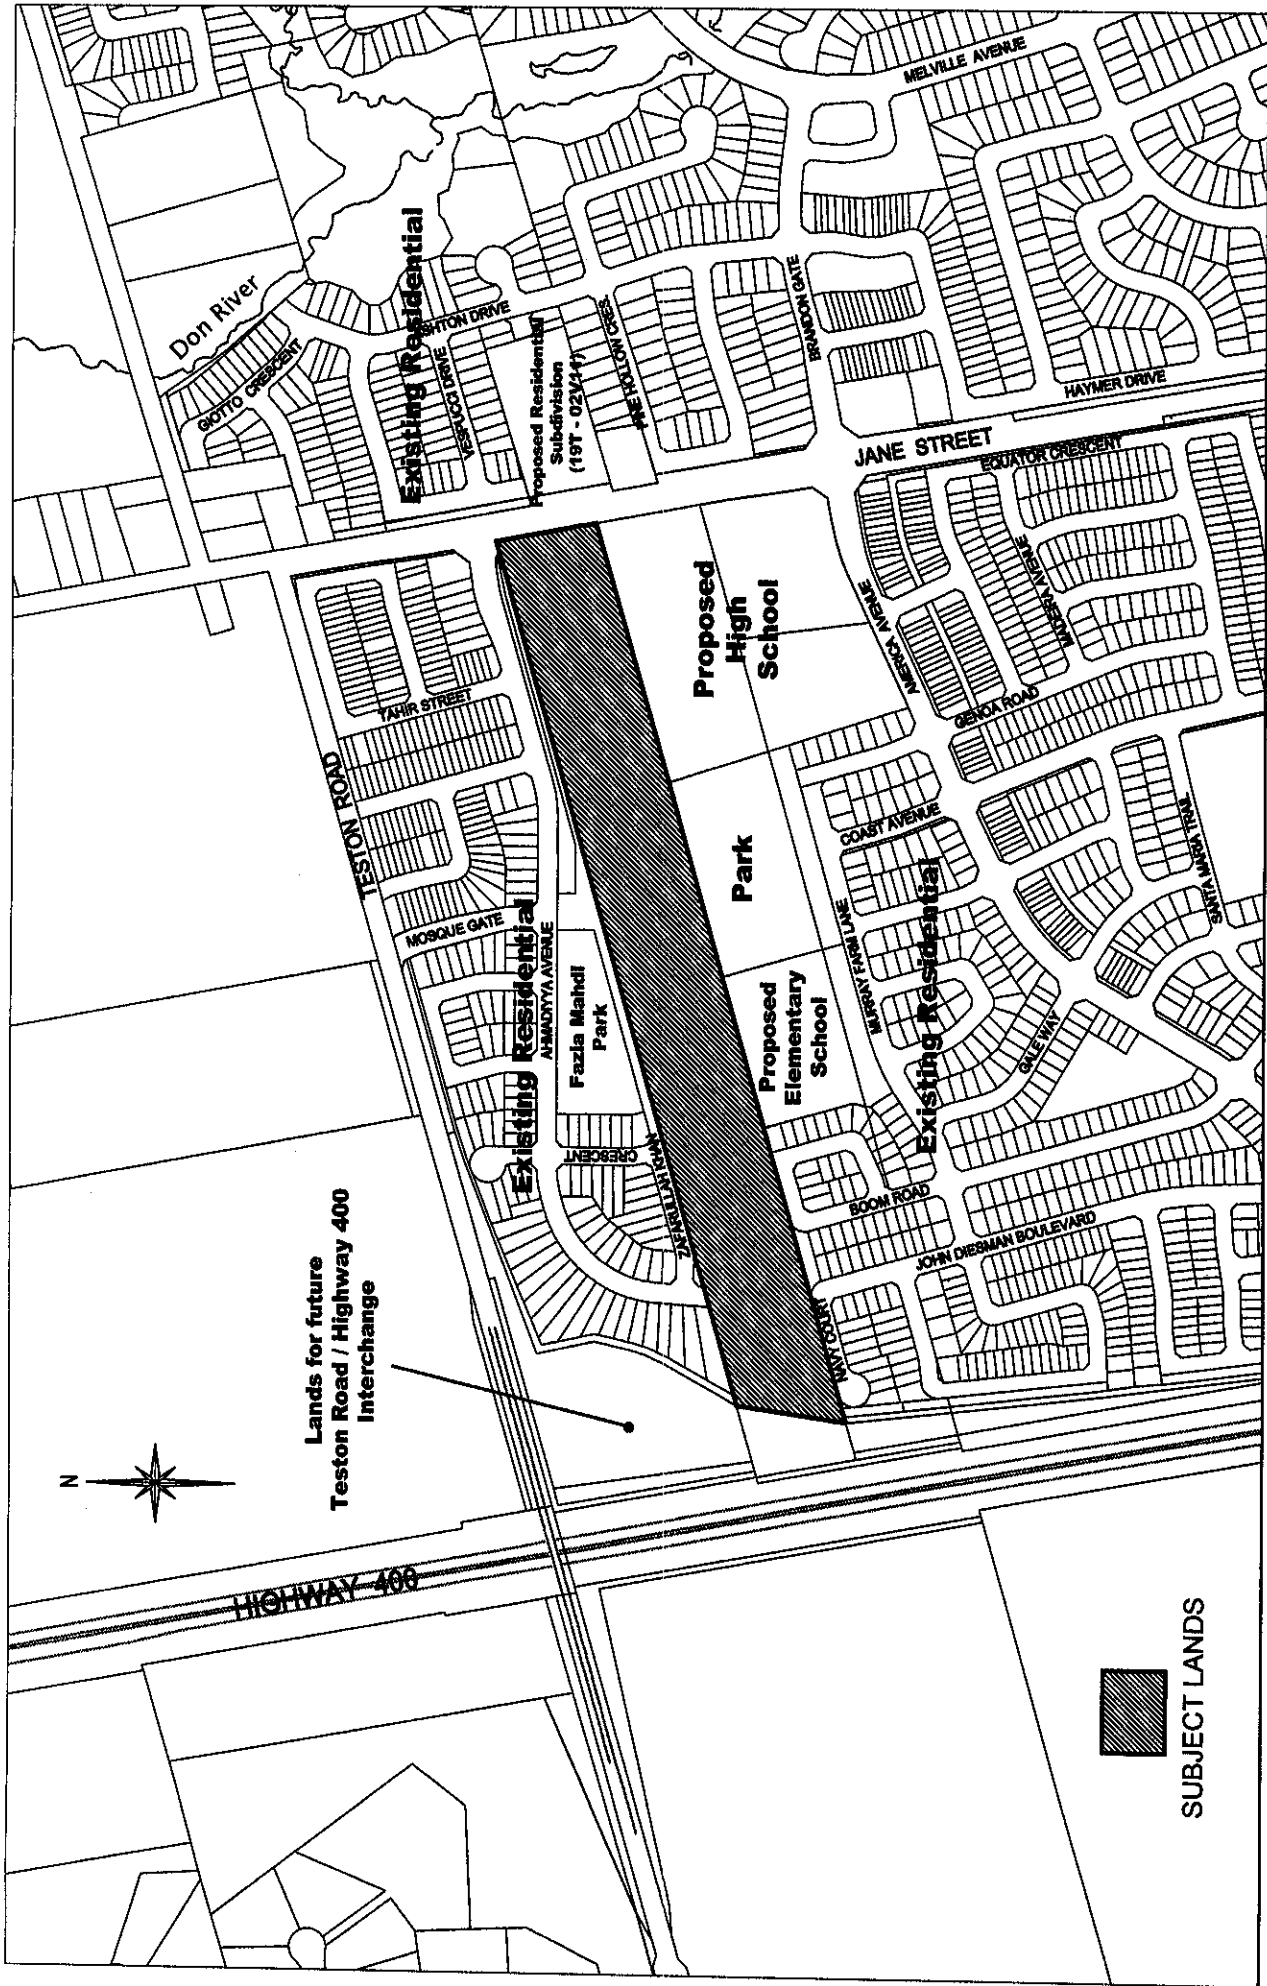 N
Lands for future
Teston Road / Highway 400
Interchange
HIGHWAY 400
TESTON ROAD
MOSQUE GATE
TAHIR STREET
Existing Residential
AHMADIYYA AVENUE
Fazla Mahdi
Park
CRESCENT
ZAFARULLAH KHAN
Don River
GIOTTO CRESCENT
Existing Residential
ASHTON DRIVE
VESPUCCI DRIVE
Proposed Residential
Subdivision
(19T - 02V14)
PINE HOLLOW CRES.
BRANDON GATE
MELVILLE AVENUE
HAYMER DRIVE
JANE STREET
EQUATOR CRESCENT
Proposed
High
School
AMERICA AVENUE
MADEIRA AVENUE
GENOA ROAD
Park
COAST AVENUE
SANTA MARIA TRAIL
Proposed
Elementary
School
MURRAY FARM LANE
Existing Residential
GALE WAY
BOOM ROAD
JOHN DIESMAN BOULEVARD
NAVY COURT
SUBJECT LANDS